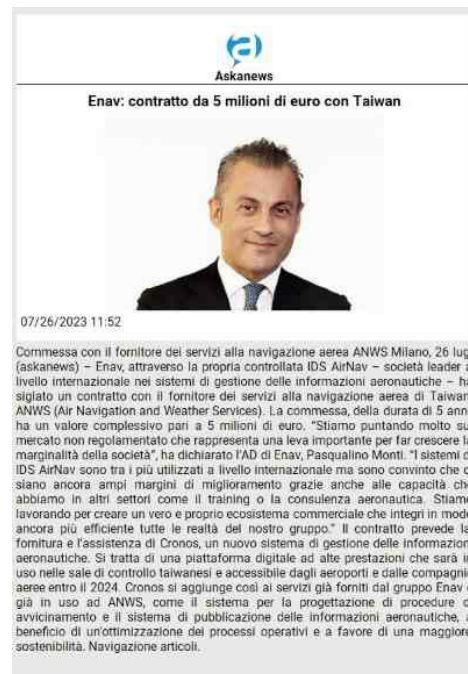 Askanews
Enav: contratto da 5 milioni di euro con Taiwan
07/26/2023 11:52
Commessa con il fornitore dei servizi alla navigazione aerea ANWS Milano, 26 lug
(askanews) – Enav, attraverso la propria controllata IDS AirNav – società leader a
livello internazionale nei sistemi di gestione delle informazioni aeronautiche – ha
siglato un contratto con il fornitore dei servizi alla navigazione aerea di Taiwan
ANWS (Air Navigation and Weather Services). La commessa, della durata di 5 anni
ha un valore complessivo pari a 5 milioni di euro. “Stiamo puntando molto sul
mercato non regolamentato che rappresenta una leva importante per far crescere la
marginalità della società”, ha dichiarato l'AD di Enav, Pasqualino Monti. “I sistemi di
IDS AirNav sono tra i più utilizzati a livello internazionale ma sono convinto che ci
siano ancora ampi margini di miglioramento grazie anche alle capacità che
abbiamo in altri settori come il training o la consulenza aeronautica. Stiamo
lavorando per creare un vero e proprio ecosistema commerciale che integri in modo
ancora più efficiente tutte le realtà del nostro gruppo.” Il contratto prevede la
fornitura e l'assistenza di Cronos, un nuovo sistema di gestione delle informazioni
aeronautiche. Si tratta di una piattaforma digitale ad alte prestazioni che sarà in
uso nelle sale di controllo taiwanesi e accessibile dagli aeroporti e dalle compagnie
aeree entro il 2024. Cronos si aggiunge così ai servizi già forniti dal gruppo Enav e
già in uso ad ANWS, come il sistema per la progettazione di procedure di
avvicinamento e il sistema di pubblicazione delle informazioni aeronautiche, a
beneficio di un'ottimizzazione dei processi operativi e a favore di una maggiore
sostenibilità. Navigazione articoli.